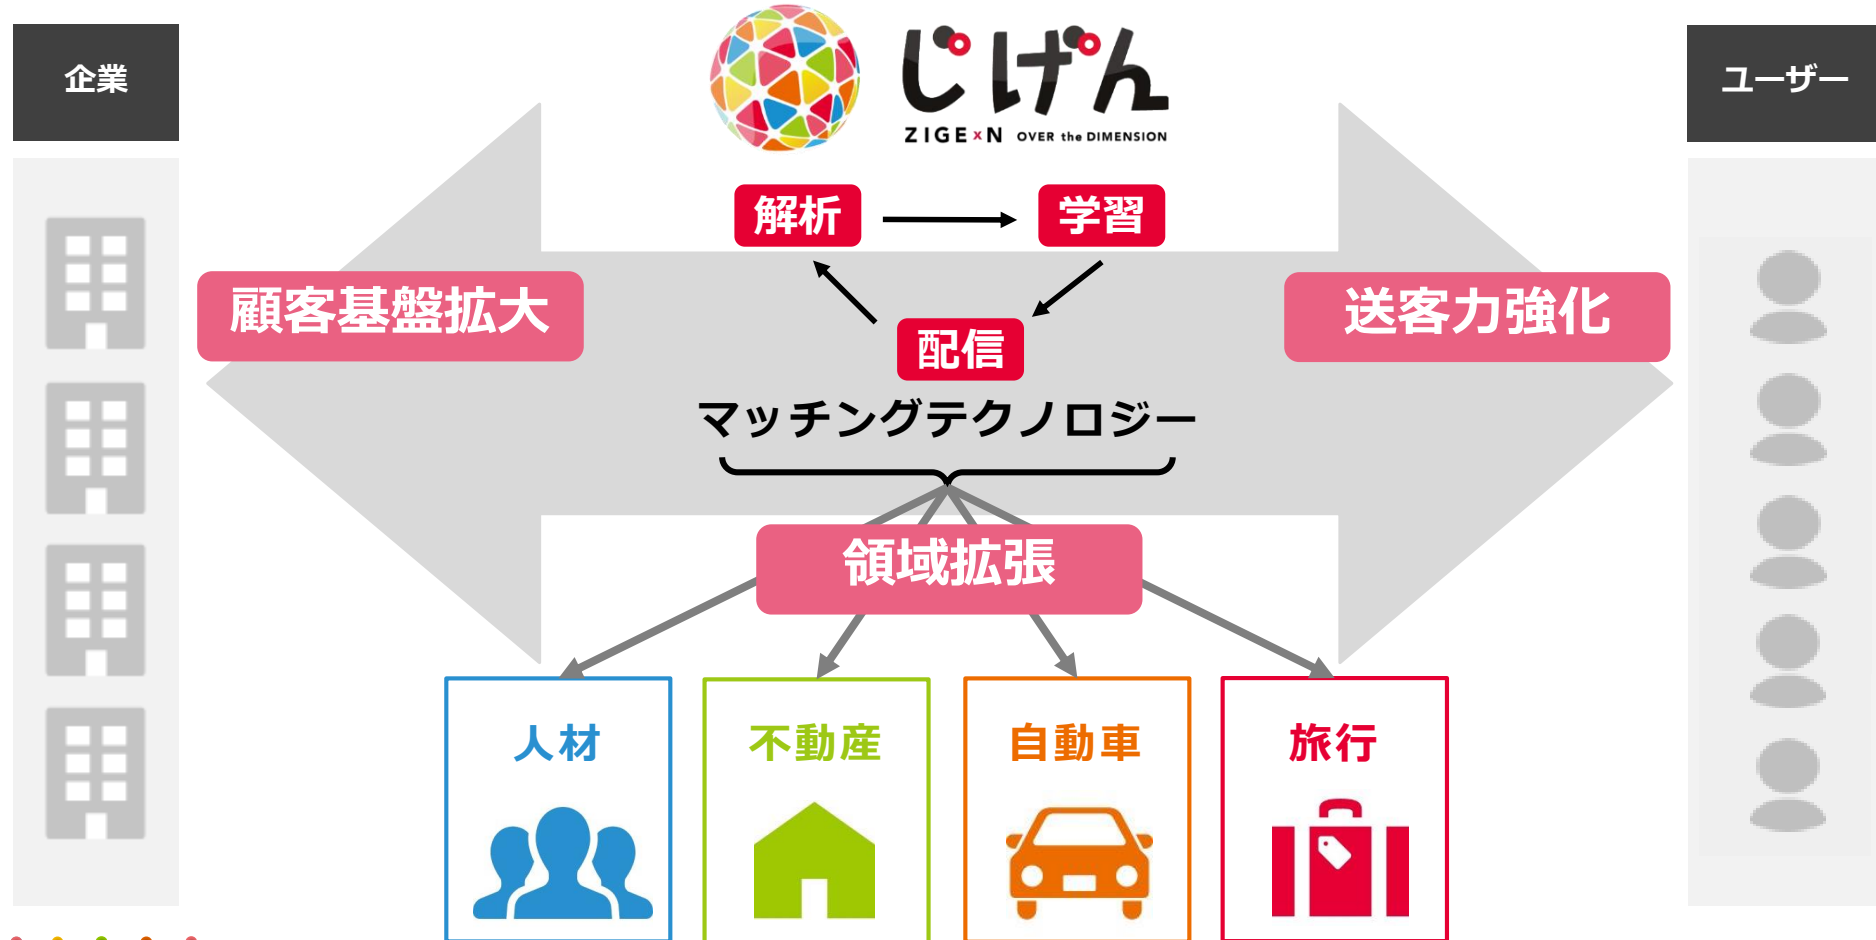 企業
じげん
ZIGExN OVER the DIMENSION
ユーザー
解析
学習
顧客基盤拡大
送客力強化
配信
マッチングテクノロジー
領域拡張
人材
不動産
自動車
旅行